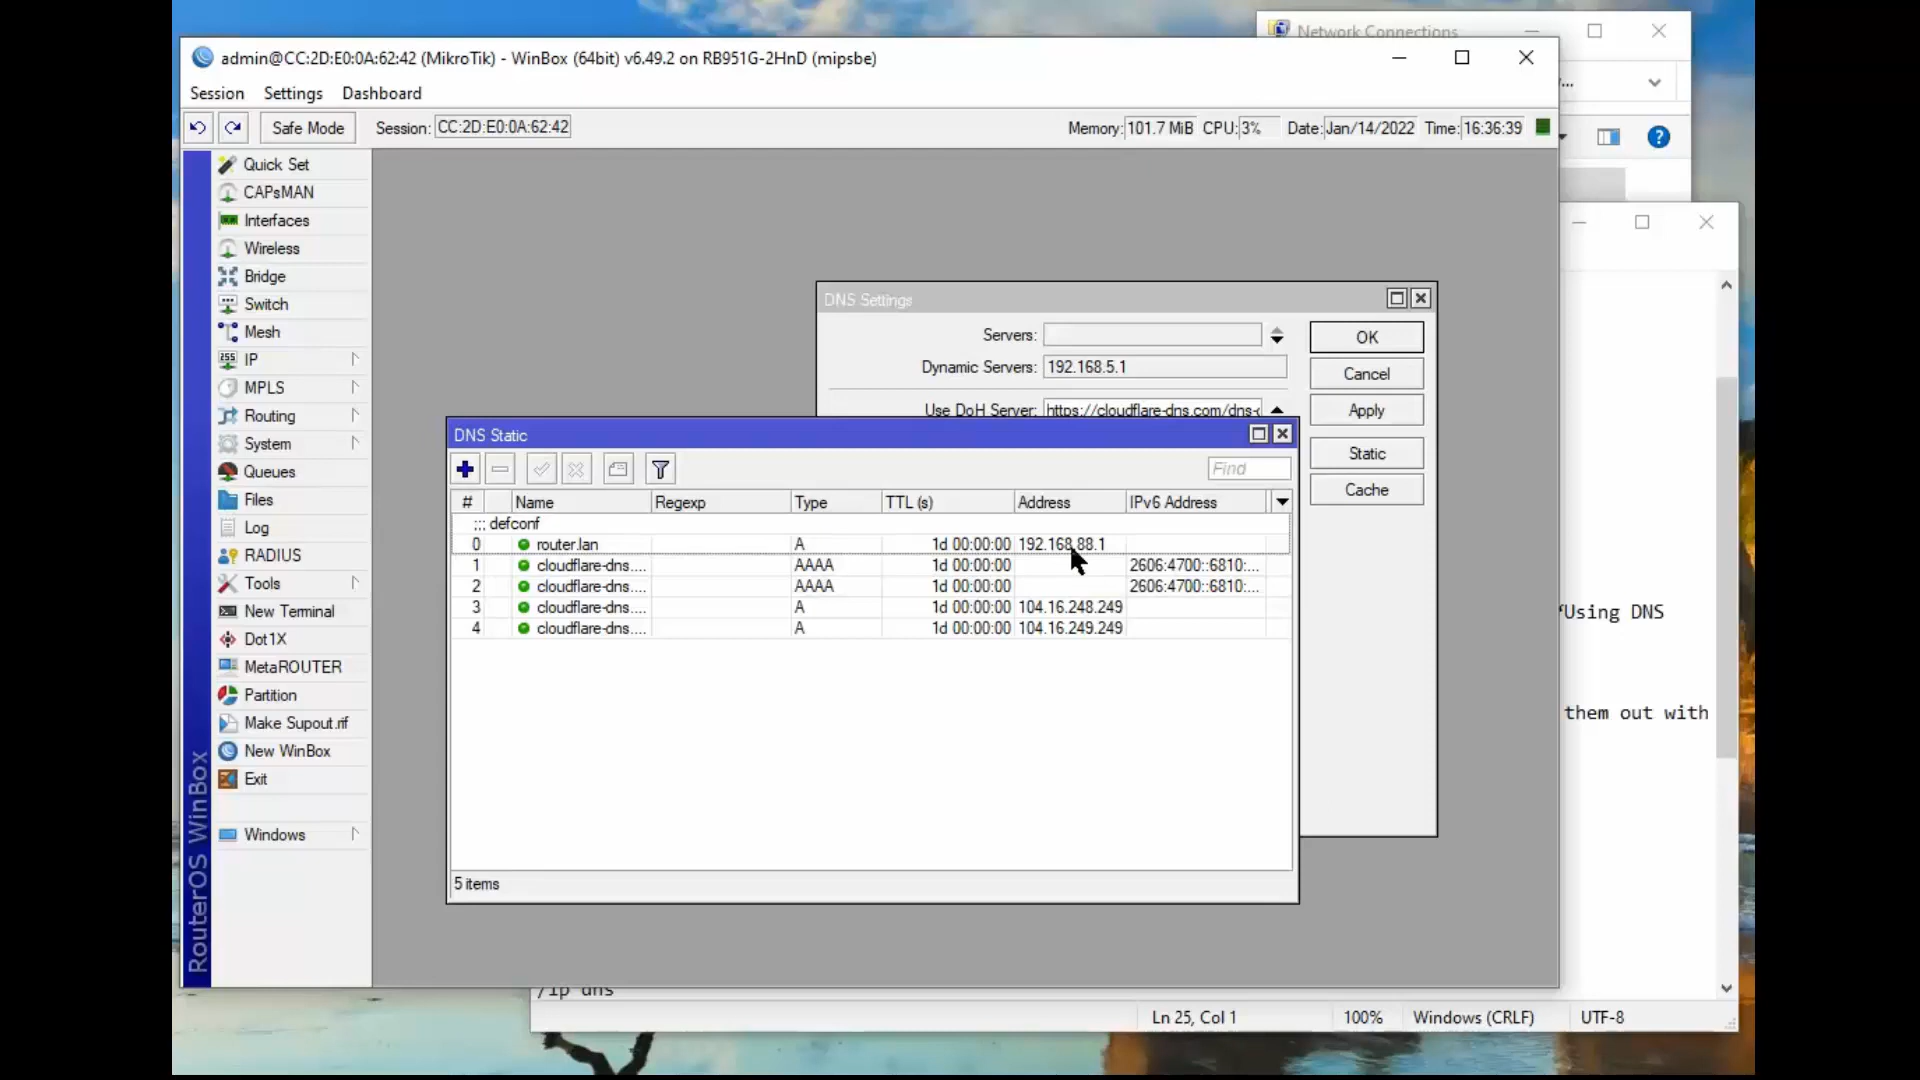 Network Connections
admin@CC:2D:E0:0A:62:42 (MikroTik) - WinBox (64bit) v6.49.2 on RB951G-2HnD (mipsbe)
Session Settings Dashboard
Safe Mode Session: CC:2D:E0:0A:62:42 Memory: 101.7 MiB CPU: 3% Date: Jan/14/2022 Time: 16:36:39
Quick Set
CAPsMAN
Interfaces
Wireless
Bridge
Switch
Mesh
IP
MPLS
Routing
System
Queues
Files
Log
RADIUS
Tools
New Terminal
Dot1X
MetaROUTER
Partition
Make Supout.rif
New WinBox
Exit
Windows
RouterOS WinBox
DNS Settings
Servers:
Dynamic Servers: 192.168.5.1
Use DoH Server: https://cloudflare-dns.com/dns-
OK
Cancel
Apply
Static
Cache
DNS Static
Find
# Name Regexp Type TTL (s) Address IPv6 Address
::: defconf
0 router.lan A 1d 00:00:00 192.168.88.1
1 cloudflare-dns.... AAAA 1d 00:00:00 2606:4700::6810:...
2 cloudflare-dns.... AAAA 1d 00:00:00 2606:4700::6810:...
3 cloudflare-dns.... A 1d 00:00:00 104.16.248.249
4 cloudflare-dns.... A 1d 00:00:00 104.16.249.249
5 items
Using DNS
them out with
/ip dns
Ln 25, Col 1 100% Windows (CRLF) UTF-8